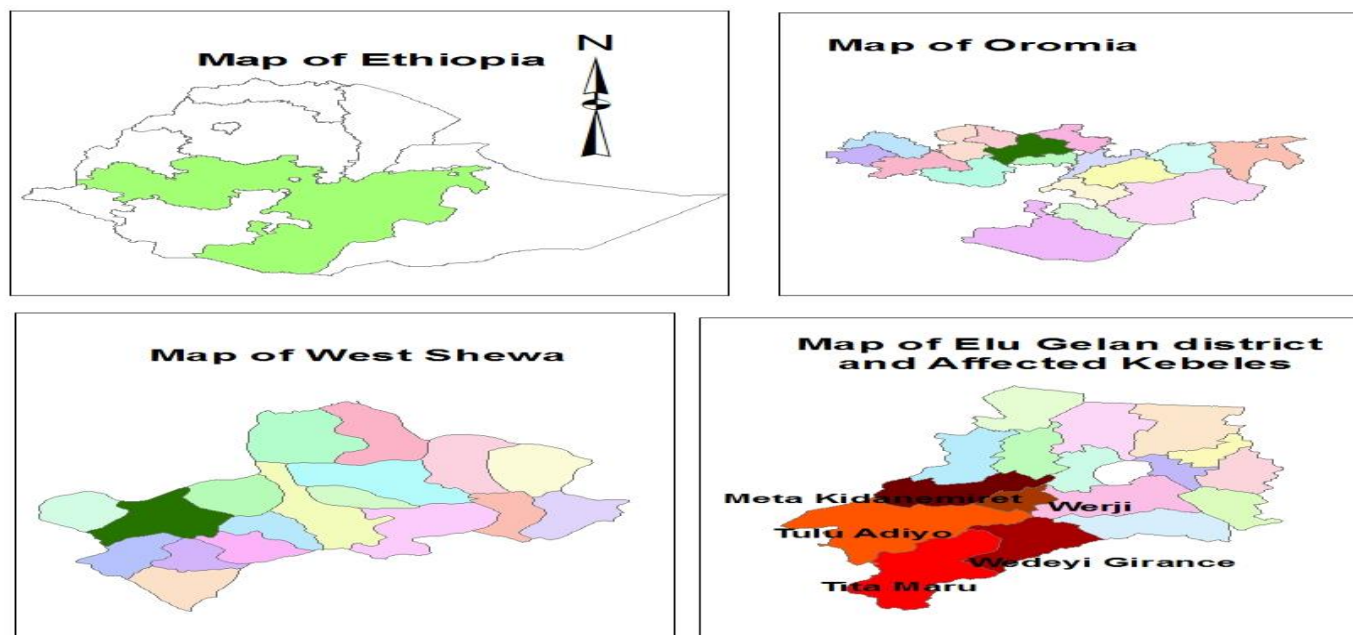 Map of Ethiopia
N
Map of Oromia
Map of West Shewa
Map of Elu Gelan district
and Affected Kebeles
Meta Kidanemiret
Werji
Tulu Adiyo
Wedeyi Girance
Tita Maru